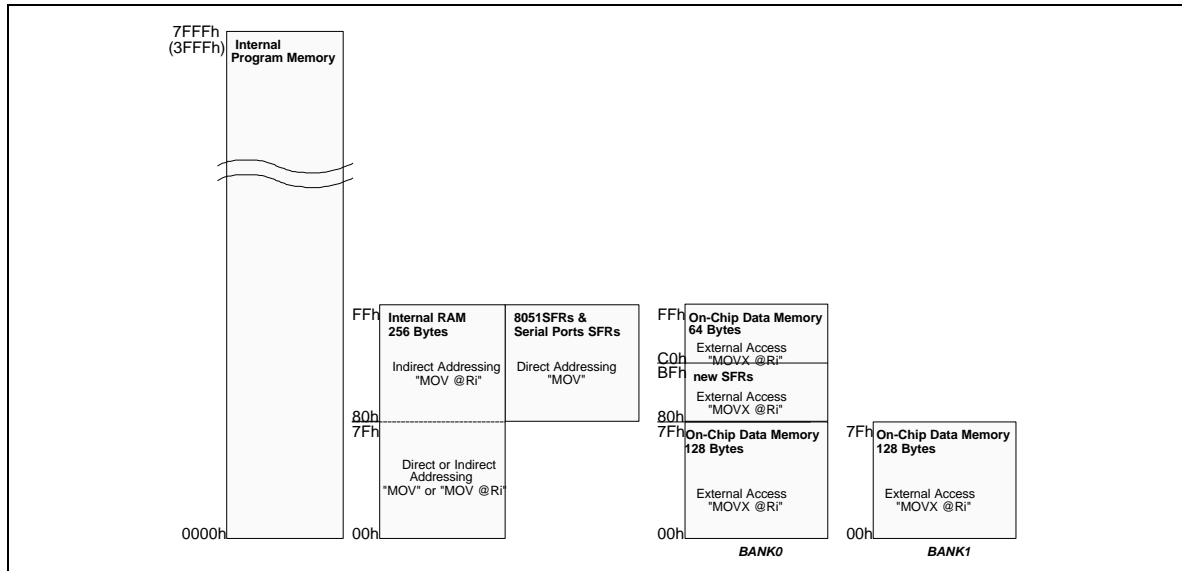 7FFFh
(3FFFh)
Internal
Program Memory
0000h
FFh
Internal RAM
256 Bytes
Indirect Addressing
"MOV @Ri"
80h
7Fh
Direct or Indirect
Addressing
"MOV" or "MOV @Ri"
00h
8051SFRs &
Serial Ports SFRs
Direct Addressing
"MOV"
FFh
On-Chip Data Memory
64 Bytes
External Access
"MOVX @Ri"
C0h
BFh
new SFRs
External Access
"MOVX @Ri"
80h
7Fh
On-Chip Data Memory
128 Bytes
External Access
"MOVX @Ri"
00h
BANK0
7Fh
On-Chip Data Memory
128 Bytes
External Access
"MOVX @Ri"
00h
BANK1